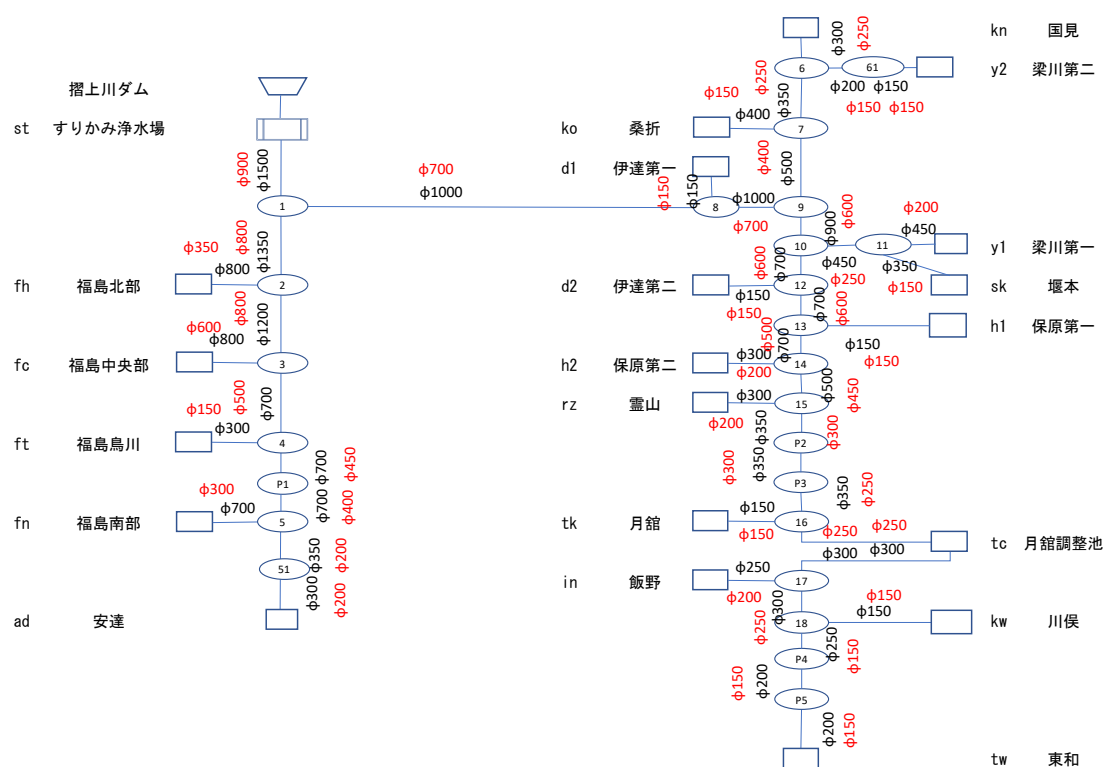 kn 国見
φ300 φ250
6 61
y2 梁川第二
φ200 φ150
φ150 φ150
φ250
φ350
摺上川ダム
st すりかみ浄水場
φ150
ko 桑折
φ400
7
d1 伊達第一
φ400
φ500
φ900
φ1500
φ700
φ1000
φ150
φ150
φ1000
1
8
9
φ700
φ600
φ900
φ200
φ450
y1 梁川第一
10
11
φ450
φ350
φ150
sk 堰本
φ800
φ1350
φ350
φ800
fh 福島北部
2
φ600
φ700
φ250
d2 伊達第二
φ150
φ150
12
φ700
φ600
φ800
φ1200
φ600
φ800
fc 福島中央部
3
13
h1 保原第一
φ150
φ150
φ500
φ700
h2 保原第二
φ300
φ200
14
φ500
φ450
rz 霊山
φ300
φ200
15
φ500
φ700
φ150
φ300
ft 福島鳥川
4
φ350
φ300
P2
φ700
φ450
P1
φ350
φ300
P3
φ350
φ250
φ700
φ400
φ300
φ700
fn 福島南部
5
tk 月舘
φ150
φ150
16
φ250
φ250
φ300
φ300
tc 月舘調整池
φ350
φ200
51
in 飯野
φ250
φ200
17
φ300
φ200
ad 安達
φ300
φ250
18
φ150
φ150
kw 川俣
φ250
φ150
P4
φ200
φ150
P5
φ200
φ150
tw 東和